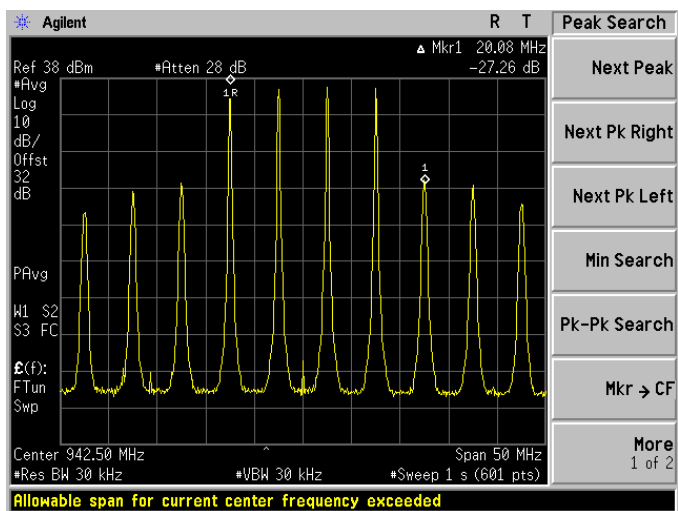 Agilent R T
Peak Search
Δ Mkr1 20.08 MHz
Ref 38 dBm #Atten 28 dB -27.26 dB
#Avg
Log
10
dB/
Offst
32
dB
1R
1
PAvg
W1 S2
S3 FC
£(f):
FTun
Swp
Center 942.50 MHz ^ Span 50 MHz
#Res BW 30 kHz #VBW 30 kHz #Sweep 1 s (601 pts)
Allowable span for current center frequency exceeded
Next Peak
Next Pk Right
Next Pk Left
Min Search
Pk-Pk Search
Mkr → CF
More
1 of 2